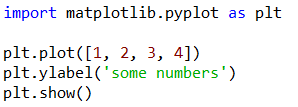 import matplotlib.pyplot as plt
plt.plot([1, 2, 3, 4])
plt.ylabel('some numbers')
plt.show()